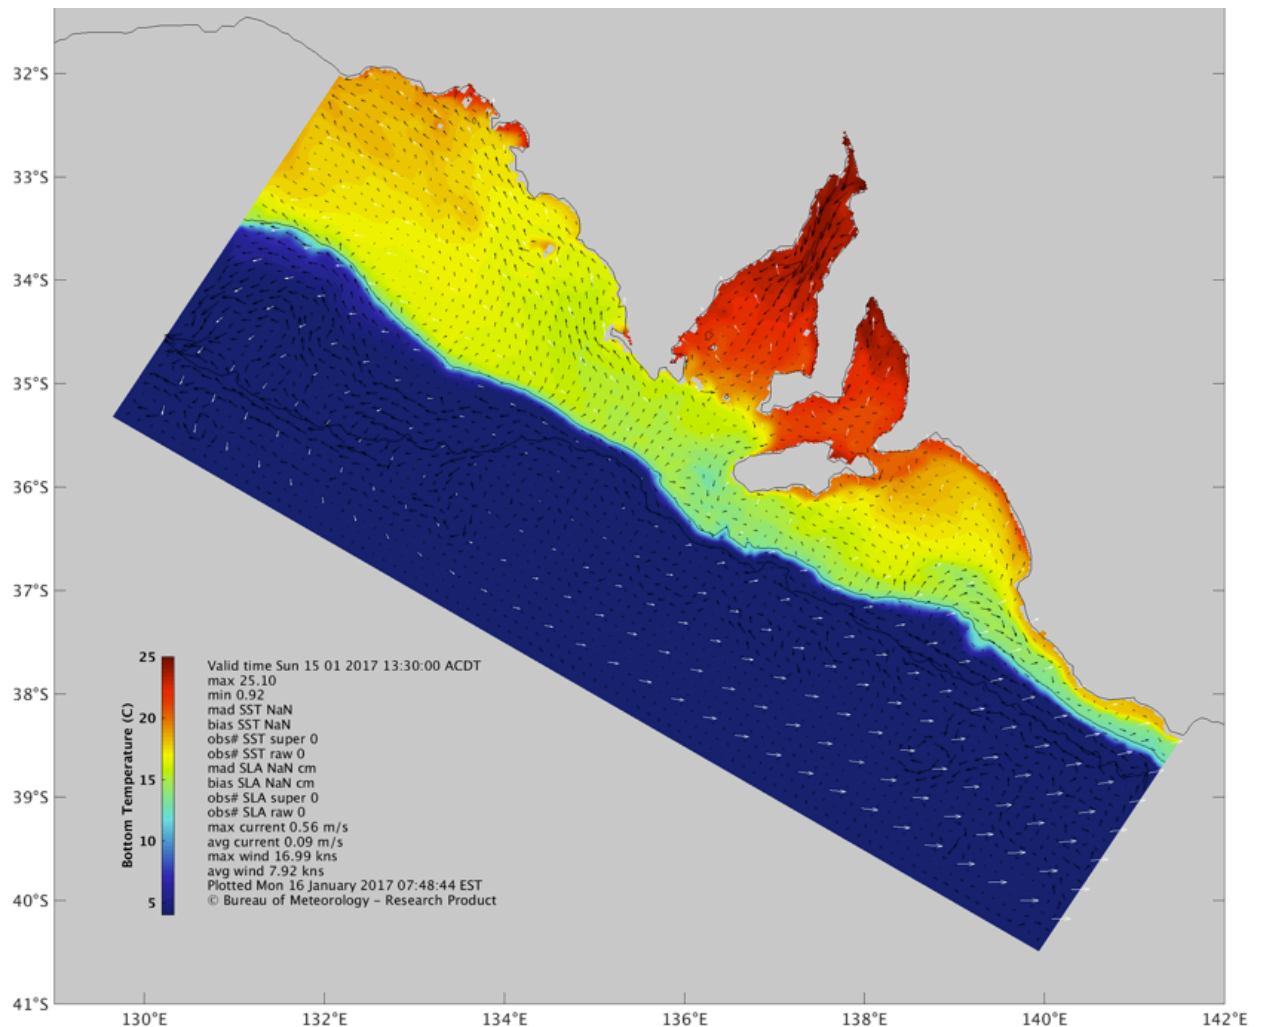 32°S
33°S
34°S
35°S
36°S
37°S
38°S
39°S
40°S
41°S
130°E
132°E
134°E
136°E
138°E
140°E
142°E
Bottom Temperature (C)
25
20
15
10
5
Valid time Sun 15 01 2017 13:30:00 ACDT
max 25.10
min 0.92
mad SST NaN
bias SST NaN
obs# SST super 0
obs# SST raw 0
mad SLA NaN cm
bias SLA NaN cm
obs# SLA super 0
obs# SLA raw 0
max current 0.56 m/s
avg current 0.09 m/s
max wind 16.99 kns
avg wind 7.92 kns
Plotted Mon 16 January 2017 07:48:44 EST
© Bureau of Meteorology – Research Product